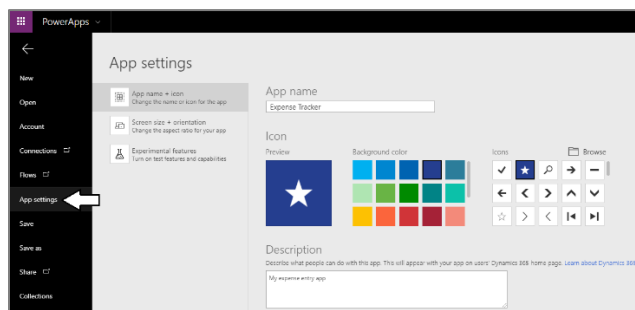 PowerApps
New
Open
Account
Connections
Flows
App settings
Save
Save as
Share
Collections
App settings
App name + icon
Change the name or icon for the app
Screen size + orientation
Change the aspect ratio for your app
Experimental features
Turn on test features and capabilities
App name
Expense Tracker
Icon
Preview
Background color
Icons
Browse
Description
Describe what people can do with this app. This will appear with your app on users' Dynamics 365 home page. Learn about Dynamics 365
My expense entry app